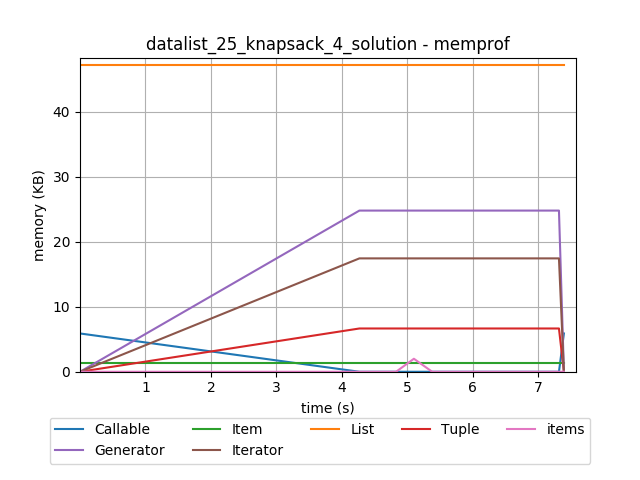 datalist_25_knapsack_4_solution - memprof
memory (KB)
40
30
20
10
0
1 2 3 4 5 6 7
time (s)
Callable Item List Tuple items
Generator Iterator